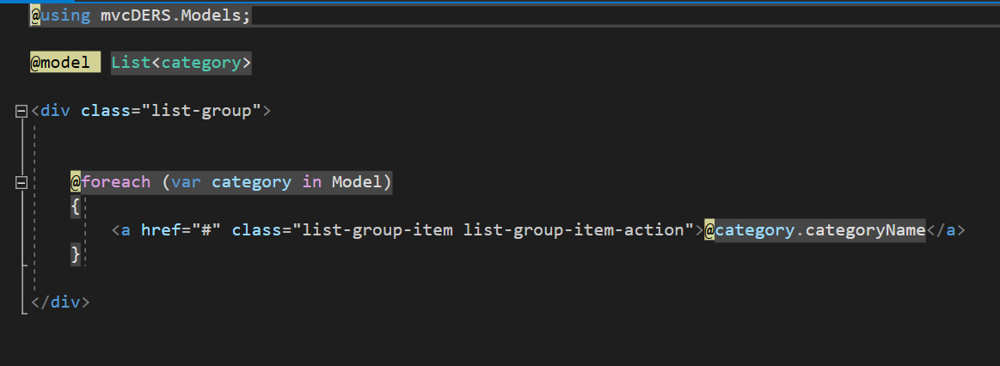 @using mvcDERS.Models;
@model List<category>
<div class="list-group">
@foreach (var category in Model)
{
<a href="#" class="list-group-item list-group-item-action">@category.categoryName</a>
}
</div>